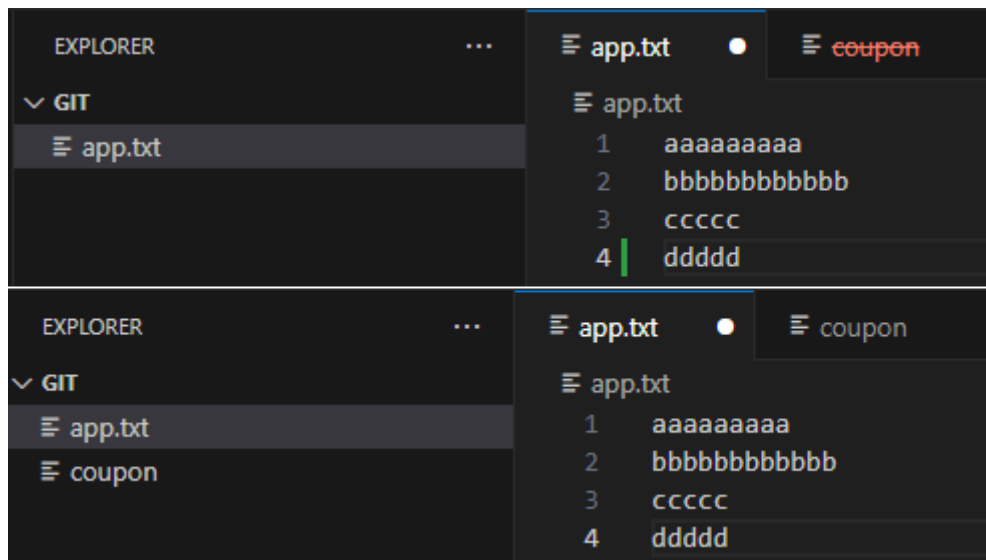 EXPLORER ...
app.txt
coupon
GIT
app.txt
app.txt
1 aaaaaaaaa
2 bbbbbbbbbbbb
3 ccccc
4 ddddd
EXPLORER ...
app.txt
coupon
GIT
app.txt
app.txt
coupon
1 aaaaaaaaa
2 bbbbbbbbbbbb
3 ccccc
4 ddddd